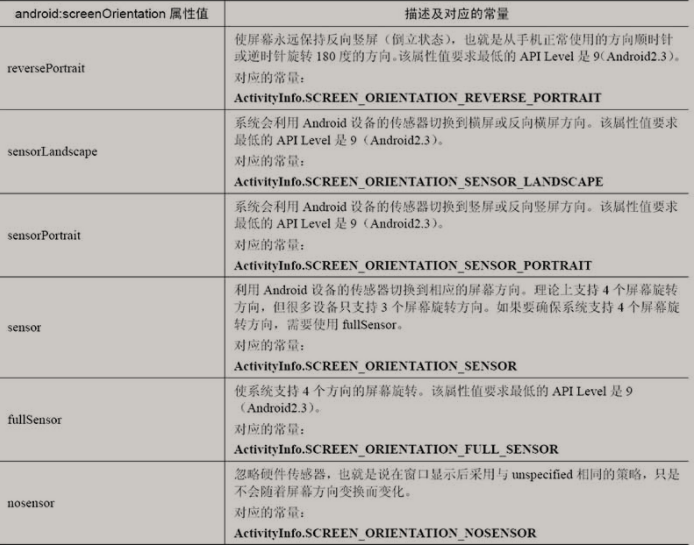 android:screenOrientation 属性值
描述及对应的常量
reversePortrait
使屏幕永远保持反向竖屏（倒立状态），也就是从手机正常使用的方向顺时针
或逆时针旋转 180 度的方向。该属性值要求最低的 API Level 是 9(Android2.3)。
对应的常量：
ActivityInfo.SCREEN_ORIENTATION_REVERSE_PORTRAIT
sensorLandscape
系统会利用 Android 设备的传感器切换到横屏或反向横屏方向。该属性值要求
最低的 API Level 是 9（Android2.3）。
对应的常量：
ActivityInfo.SCREEN_ORIENTATION_SENSOR_LANDSCAPE
sensorPortrait
系统会利用 Android 设备的传感器切换到竖屏或反向竖屏方向。该属性值要求
最低的 API Level 是 9（Android2.3）。
对应的常量：
ActivityInfo.SCREEN_ORIENTATION_SENSOR_PORTRAIT
sensor
利用 Android 设备的传感器切换到相应的屏幕方向。理论上支持 4 个屏幕旋转
方向，但很多设备只支持 3 个屏幕旋转方向。如果要确保系统支持 4 个屏幕旋
转方向，需要使用 fullSensor。
对应的常量：
ActivityInfo.SCREEN_ORIENTATION_SENSOR
fullSensor
使系统支持 4 个方向的屏幕旋转。该属性值要求最低的 API Level 是 9
（Android2.3）。
对应的常量：
ActivityInfo.SCREEN_ORIENTATION_FULL_SENSOR
nosensor
忽略硬件传感器，也就是说在窗口显示后采用与 unspecified 相同的策略，只是
不会随着屏幕方向变换而变化。
对应的常量：
ActivityInfo.SCREEN_ORIENTATION_NOSENSOR